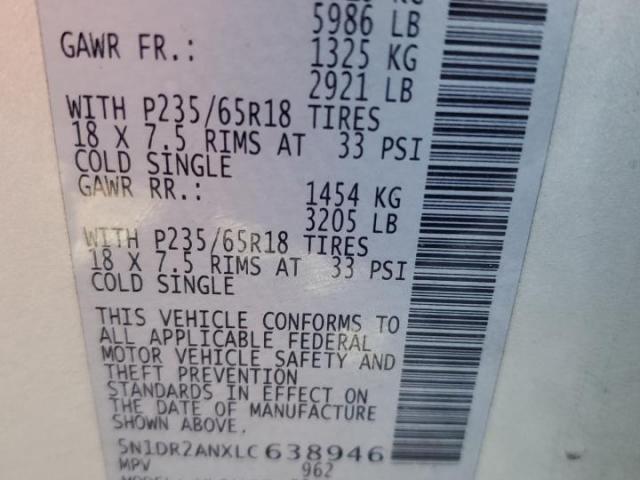 5986 LB
GAWR FR.: 1325 KG
2921 LB
WITH P235/65R18 TIRES
18 X 7.5 RIMS AT 33 PSI
COLD SINGLE
GAWR RR.: 1454 KG
3205 LB
WITH P235/65R18 TIRES
18 X 7.5 RIMS AT 33 PSI
COLD SINGLE
THIS VEHICLE CONFORMS TO
ALL APPLICABLE FEDERAL
MOTOR VEHICLE SAFETY AND
THEFT PREVENTION
STANDARDS IN EFFECT ON
THE DATE OF MANUFACTURE
SHOWN ABOVE.
5N1DR2ANXLC638946
MPV 962